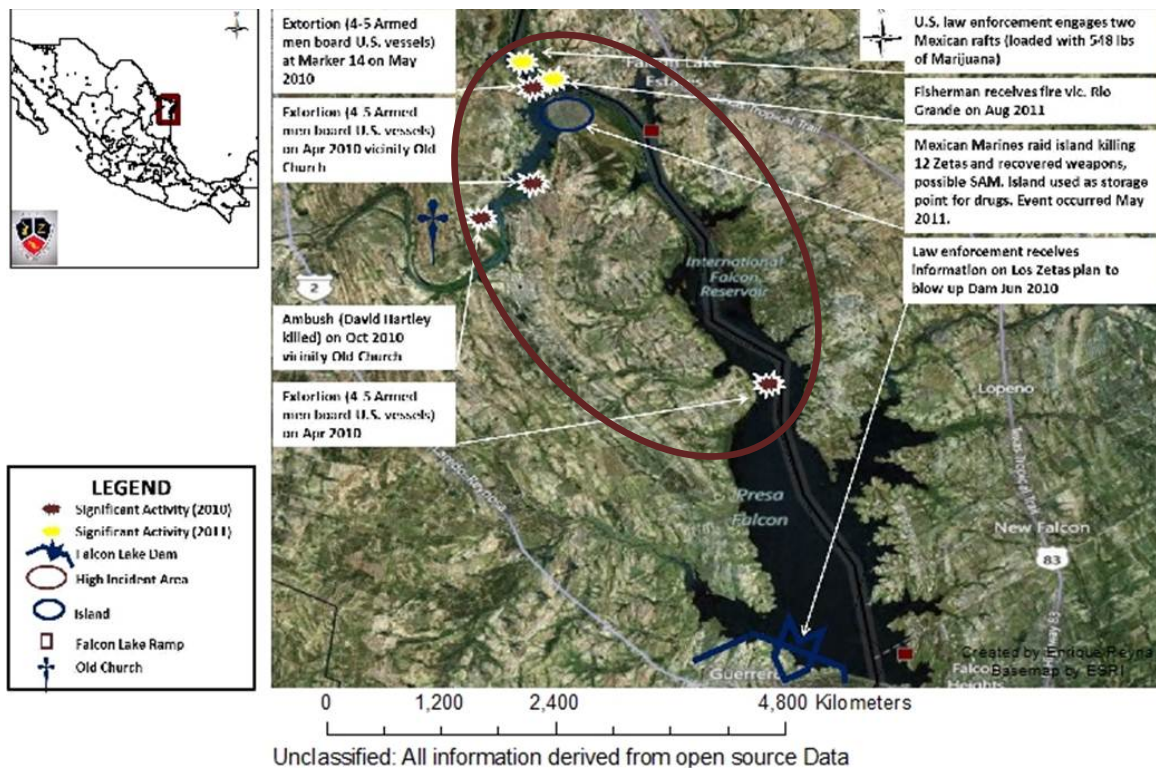 Extortion (4-5 Armed
men board U.S. vessels)
at Marker 14 on May
2010
Extortion (4-5 Armed
men board U.S. vessels)
on Apr 2010 vicinity Old
Church
Ambush (David Hartley
killed) on Oct 2010
vicinity Old Church
Extortion (4-5 Armed
men board U.S. vessels)
on Apr 2010
U.S. law enforcement engages two
Mexican rafts (loaded with 548 lbs
of Marijuana)
Fisherman receives fire vic. Rio
Grande on Aug 2011
Mexican Marines raid island killing
12 Zetas and recovered weapons,
possible SAM. Island used as storage
point for drugs. Event occurred May
2011.
Law enforcement receives
information on Los Zetas plan to
blow up Dam Jun 2010
Falcon Lake
Tropical Trail
2
International
Falcon
Reservoir
Lopeno
Presa
Falcon
New Falcon
83
Guerrero
Falcon
Heights
Created by Enrique Reyna
Basemap by ESRI
LEGEND
Significant Activity (2010)
Significant Activity (2011)
Falcon Lake Dam
High Incident Area
Island
Falcon Lake Ramp
Old Church
0 1,200 2,400 4,800 Kilometers
Unclassified: All information derived from open source Data